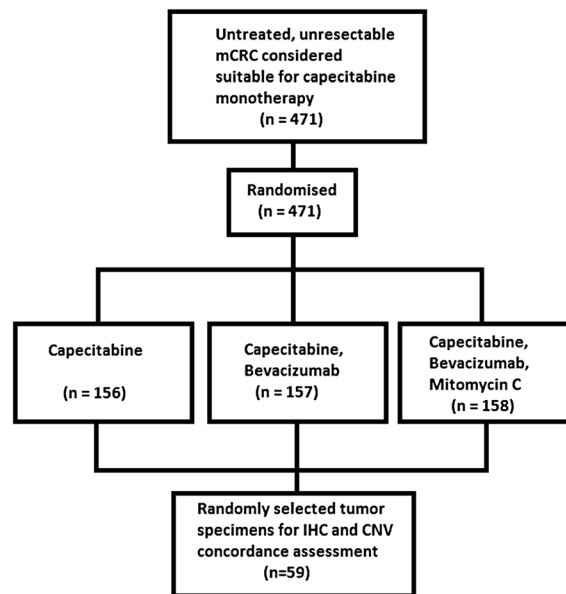 Untreated, unresectable
mCRC considered
suitable for capecitabine
monotherapy
(n = 471)
Randomised
(n = 471)
Capecitabine
(n = 156)
Capecitabine,
Bevacizumab
(n = 157)
Capecitabine,
Bevacizumab,
Mitomycin C
(n = 158)
Randomly selected tumor
specimens for IHC and CNV
concordance assessment
(n=59)